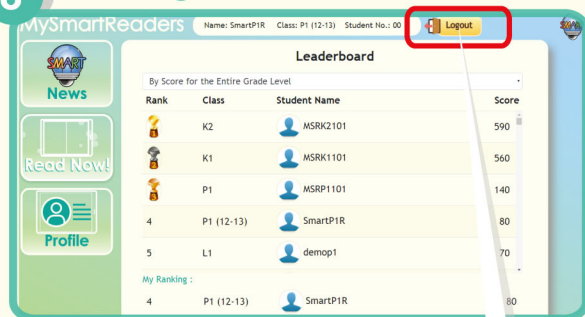 MySmartReaders
Name: SmartP1R Class: P1 (12-13) Student No.: 00
Logout
SMART
News
Read Now!
Profile
Leaderboard
By Score for the Entire Grade Level
Rank Class Student Name Score
K2 MSRK2101 590
K1 MSRK1101 560
3 P1 MSRP1101 140
4 P1 (12-13) SmartP1R 80
5 L1 demop1 70
My Ranking :
4 P1 (12-13) SmartP1R 80